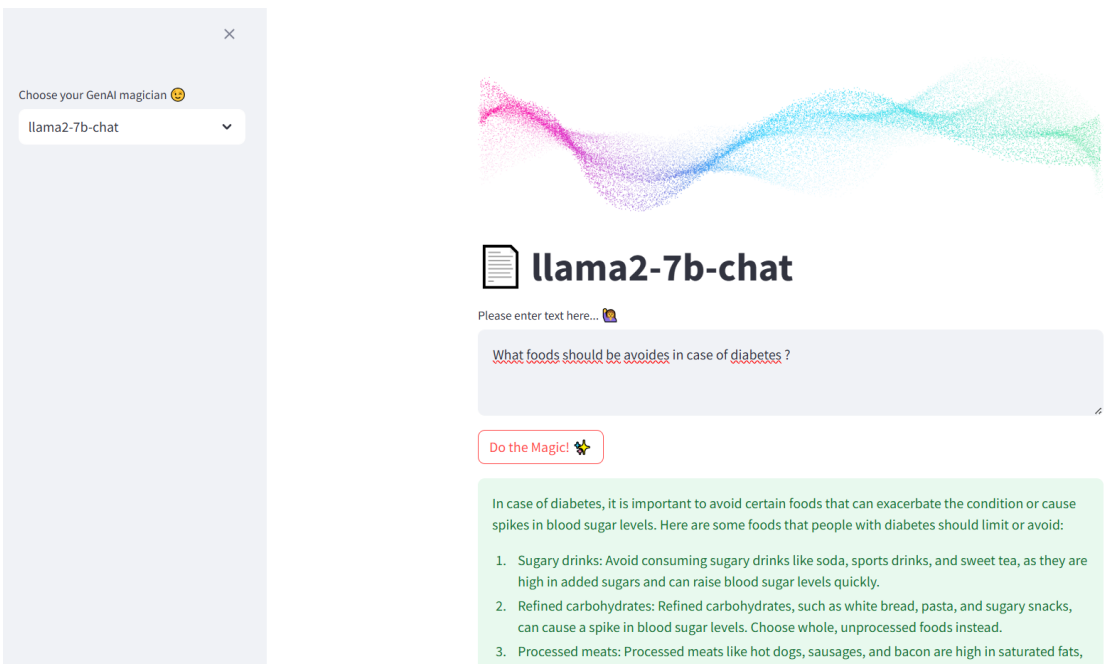 Choose your GenAI magician 😉
llama2-7b-chat
llama2-7b-chat
Please enter text here... 🙋
What foods should be avoides in case of diabetes ?
Do the Magic! ✨
In case of diabetes, it is important to avoid certain foods that can exacerbate the condition or cause
spikes in blood sugar levels. Here are some foods that people with diabetes should limit or avoid:
1. Sugary drinks: Avoid consuming sugary drinks like soda, sports drinks, and sweet tea, as they are
high in added sugars and can raise blood sugar levels quickly.
2. Refined carbohydrates: Refined carbohydrates, such as white bread, pasta, and sugary snacks,
can cause a spike in blood sugar levels. Choose whole, unprocessed foods instead.
3. Processed meats: Processed meats like hot dogs, sausages, and bacon are high in saturated fats,